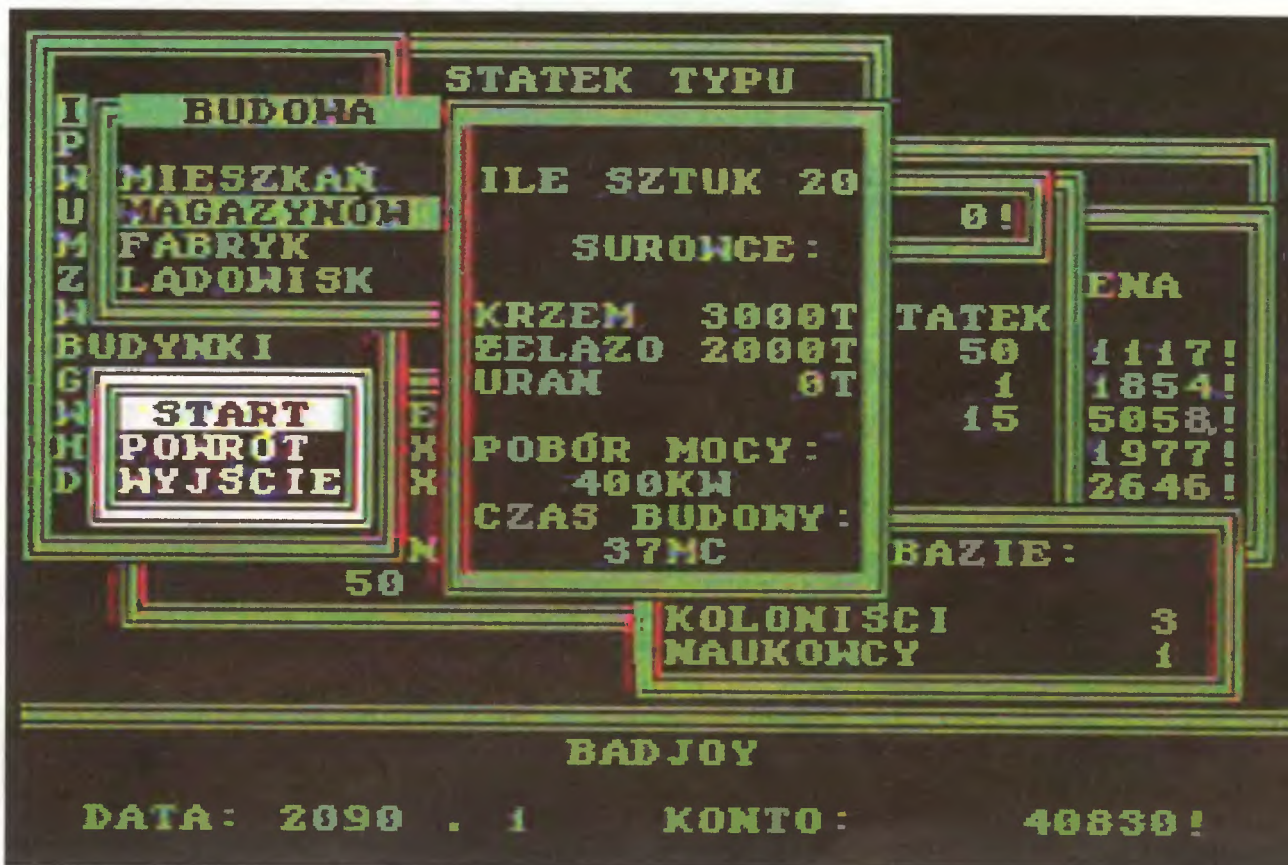 STATEK TYPU
I
BUDOWA
P
W MIESZKAŃ
U MAGAZYNÓW
M FABRYK
Z LĄDOWISK
W
BUDYNKI
G
W START
H POWRÓT
D WYJŚCIE
E
X
X
N
50
ILE SZTUK 20
SUROWCE:
KRZEM 3000T
ŻELAZO 2000T
URAN 0T
POBÓR MOCY:
400KW
CZAS BUDOWY:
37MC
0!
TATEK
50
1
15
ENA
1117!
1854!
5058!
1977!
2646!
BAZIE:
KOLONIŚCI 3
NAUKOWCY 1
BADJOY
DATA: 2090 . 1 KONTO: 40830!